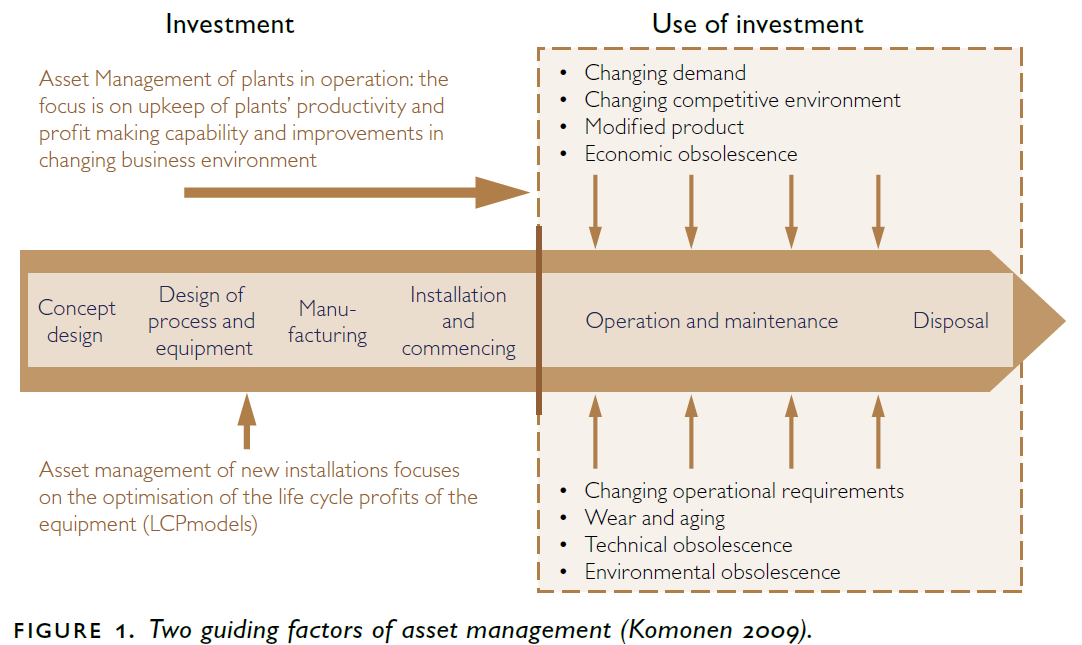 Investment
Asset Management of plants in operation: the
focus is on upkeep of plants’ productivity and
profit making capability and improvements in
changing business environment
Use of investment
• Changing demand
• Changing competitive environment
• Modified product
• Economic obsolescence
Concept
design
Design of
process and
equipment
Manu-
facturing
Installation
and
commencing
Operation and maintenance
Disposal
Asset management of new installations focuses
on the optimisation of the life cycle profits of the
equipment (LCPmodels)
• Changing operational requirements
• Wear and aging
• Technical obsolescence
• Environmental obsolescence
FIGURE 1. Two guiding factors of asset management (Komonen 2009).